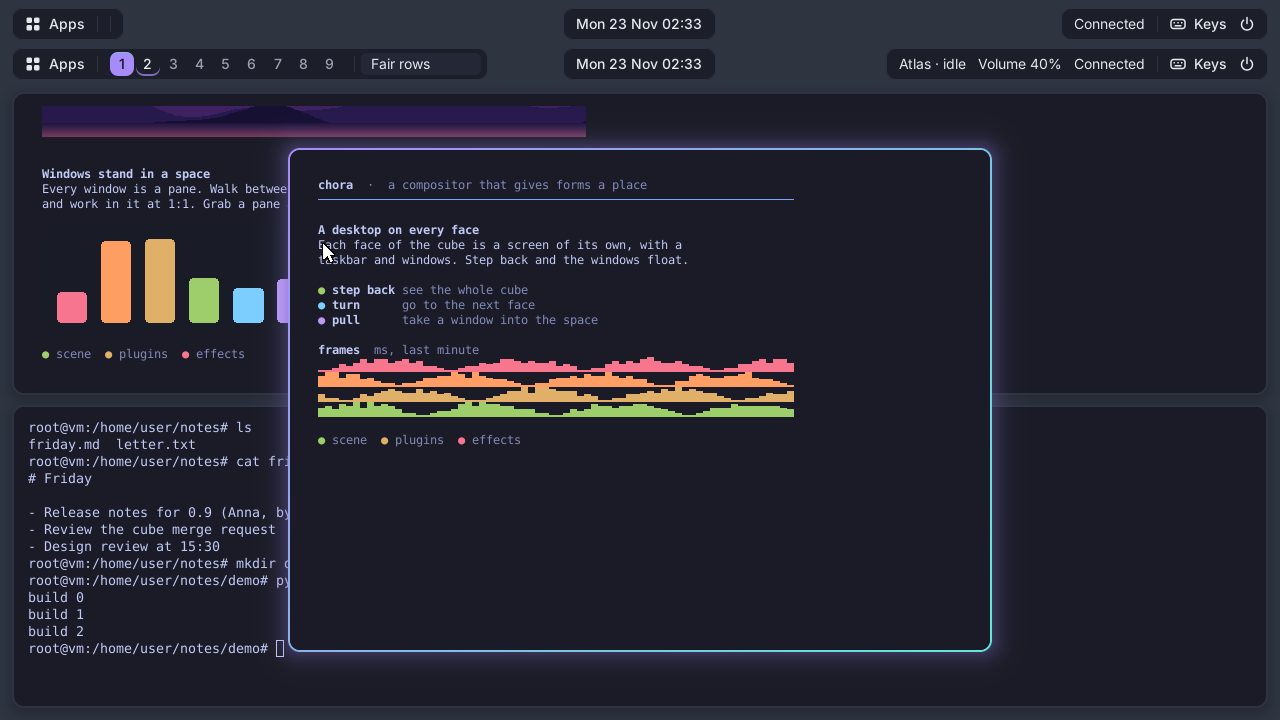 Apps
Mon 23 Nov 02:33
Connected Keys
Apps 1 2 3 4 5 6 7 8 9 Fair rows
Mon 23 Nov 02:33
Atlas · idle Volume 40% Connected Keys
Windows stand in a space
Every window is a pane. Walk
and work in it at 1:1. Grab a pane
scene plugins effects
chora · a compositor that gives forms a place
A desktop on every face
Each face of the cube is a screen of its own, with a
taskbar and windows. Step back and the windows float.
step back see the whole cube
turn go to the next face
pull take a window into the space
frames ms, last minute
scene plugins effects
root@vm:/home/user/notes# ls
friday.md letter.txt
root@vm:/home/user/notes# cat
# Friday
- Release notes for 0.9 (Anna,
- Review the cube merge request
- Design review at 15:30
root@vm:/home/user/notes# mkdir
root@vm:/home/user/notes/demo#
build 0
build 1
build 2
root@vm:/home/user/notes/demo#